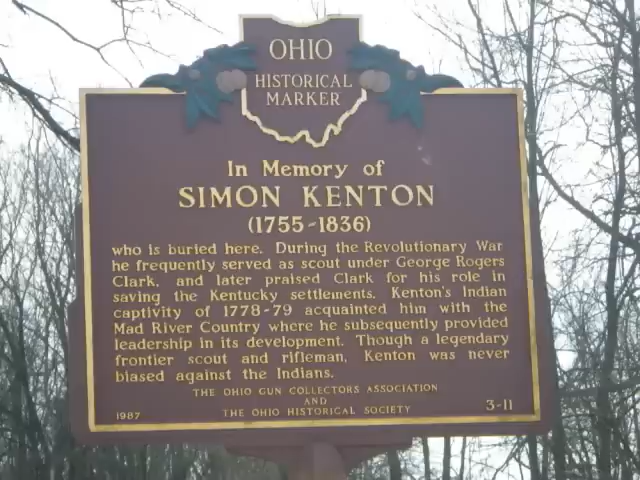 OHIO
HISTORICAL
MARKER
In Memory of
SIMON KENTON
(1755-1836)
who is buried here. During the Revolutionary War
he frequently served as scout under George Rogers
Clark, and later praised Clark for his role in
saving the Kentucky settlements. Kenton's Indian
captivity of 1778-79 acquainted him with the
Mad River Country where he subsequently provided
leadership in its development. Though a legendary
frontier scout and rifleman, Kenton was never
biased against the Indians.
THE OHIO GUN COLLECTORS ASSOCIATION
AND
THE OHIO HISTORICAL SOCIETY
1987
3-11